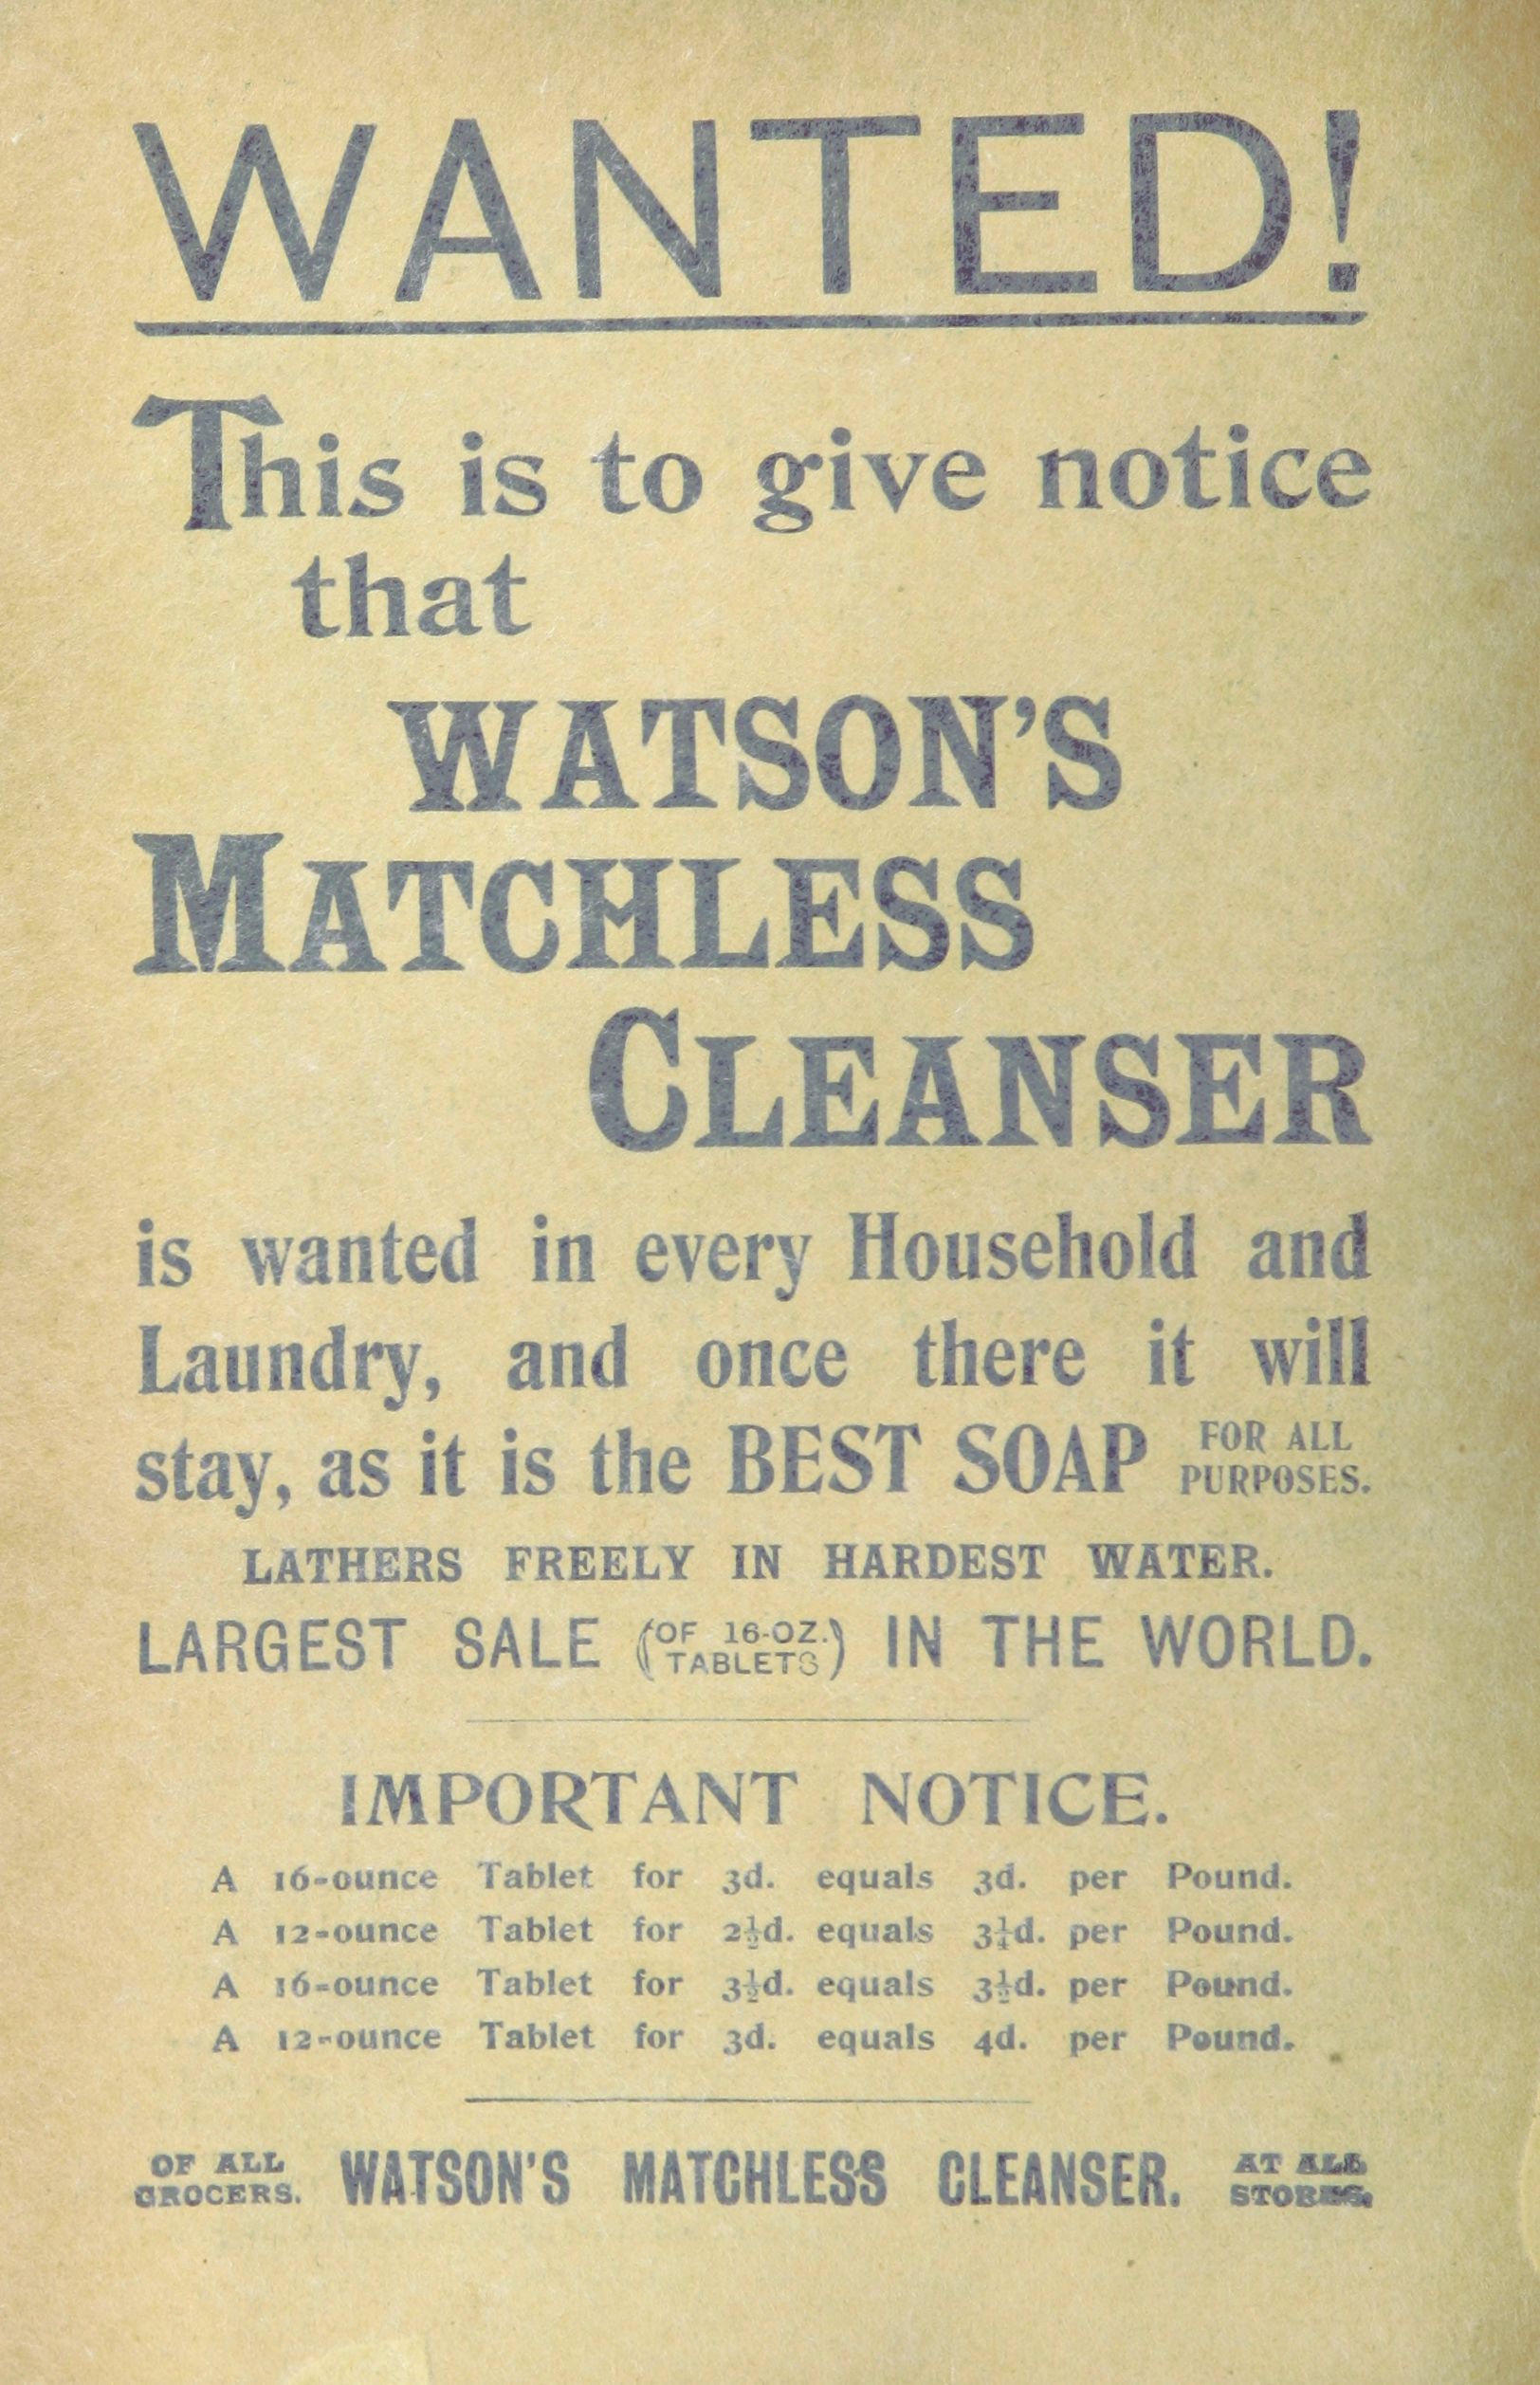 WANTED!
This is to give notice
that
WATSON'S
MATCHLESS
CLEANSER
is wanted in every Household and
Laundry, and once there it will
stay, as it is the BEST SOAP FOR ALL PURPOSES.
LATHERS FREELY IN HARDEST WATER.
LARGEST SALE (OF 16-OZ. TABLETS) IN THE WORLD.
IMPORTANT NOTICE.
A 16-ounce Tablet for 3d. equals 3d. per Pound.
A 12-ounce Tablet for 2½d. equals 3¼d. per Pound.
A 16-ounce Tablet for 3½d. equals 3½d. per Pound.
A 12-ounce Tablet for 3d. equals 4d. per Pound.
OF ALL GROCERS. WATSON'S MATCHLESS CLEANSER. AT ALL STORES.